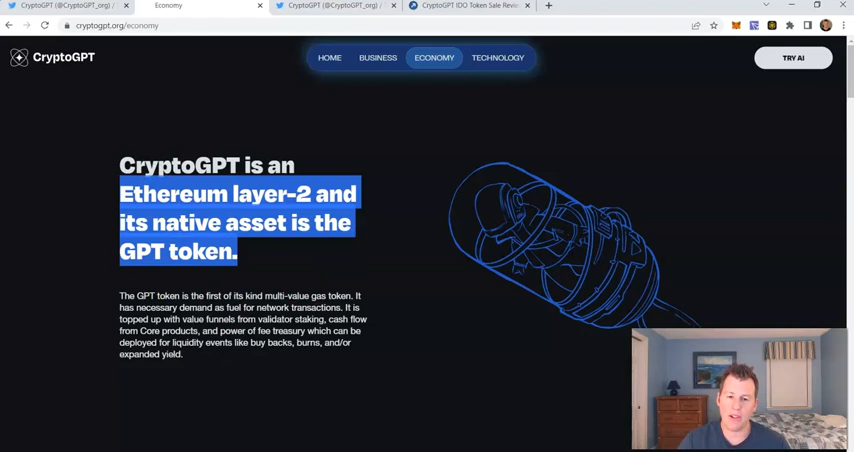 CryptoGPT (@CryptoGPT_org) /
Economy
CryptoGPT (@CryptoGPT_org) /
CryptoGPT IDO Token Sale Revie
cryptogpt.org/economy
CryptoGPT
HOME
BUSINESS
ECONOMY
TECHNOLOGY
TRY AI
CryptoGPT is an
Ethereum layer-2 and
its native asset is the
GPT token.
The GPT token is the first of its kind multi-value gas token. It
has necessary demand as fuel for network transactions. It is
topped up with value funnels from validator staking, cash flow
from Core products, and power of fee treasury which can be
deployed for liquidity events like buy backs, burns, and/or
expanded yield.